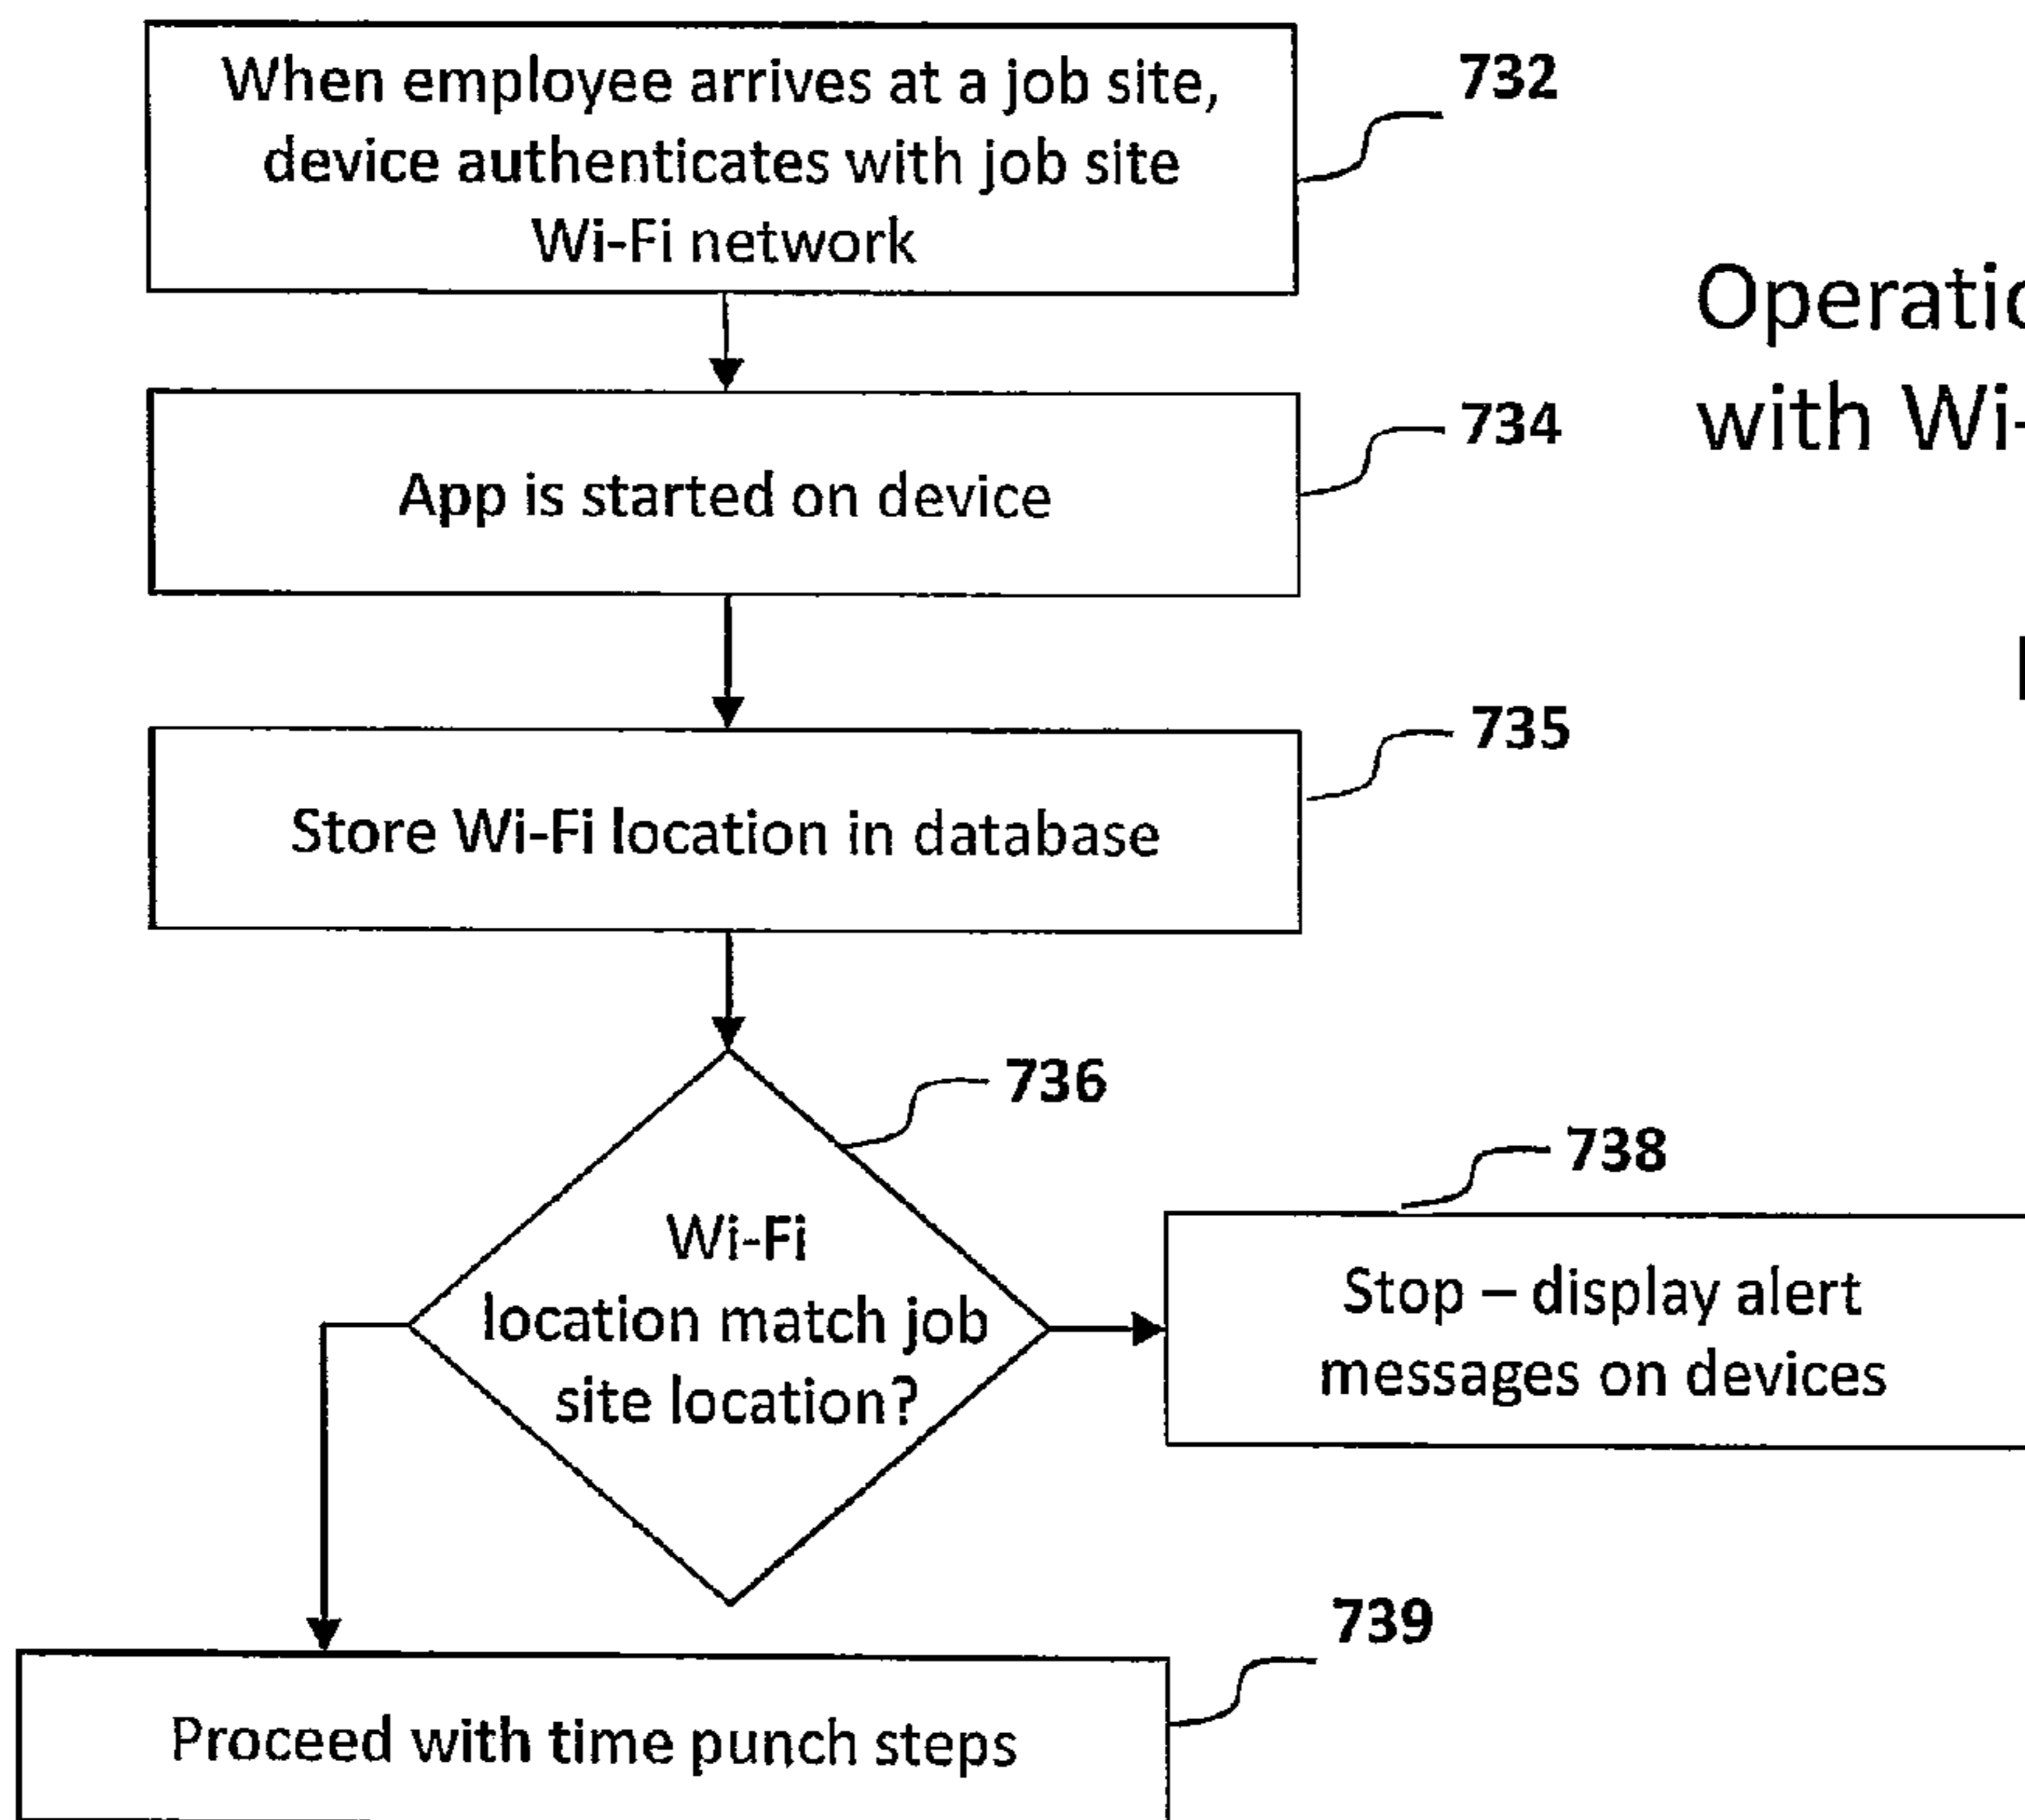 When employee arrives at a job site,
device authenticates with job site
Wi-Fi network
732
App is started on device
734
Store Wi-Fi location in database
735
Wi-Fi
location match job
site location?
736
Stop – display alert
messages on devices
738
Proceed with time punch steps
739
with Wi-